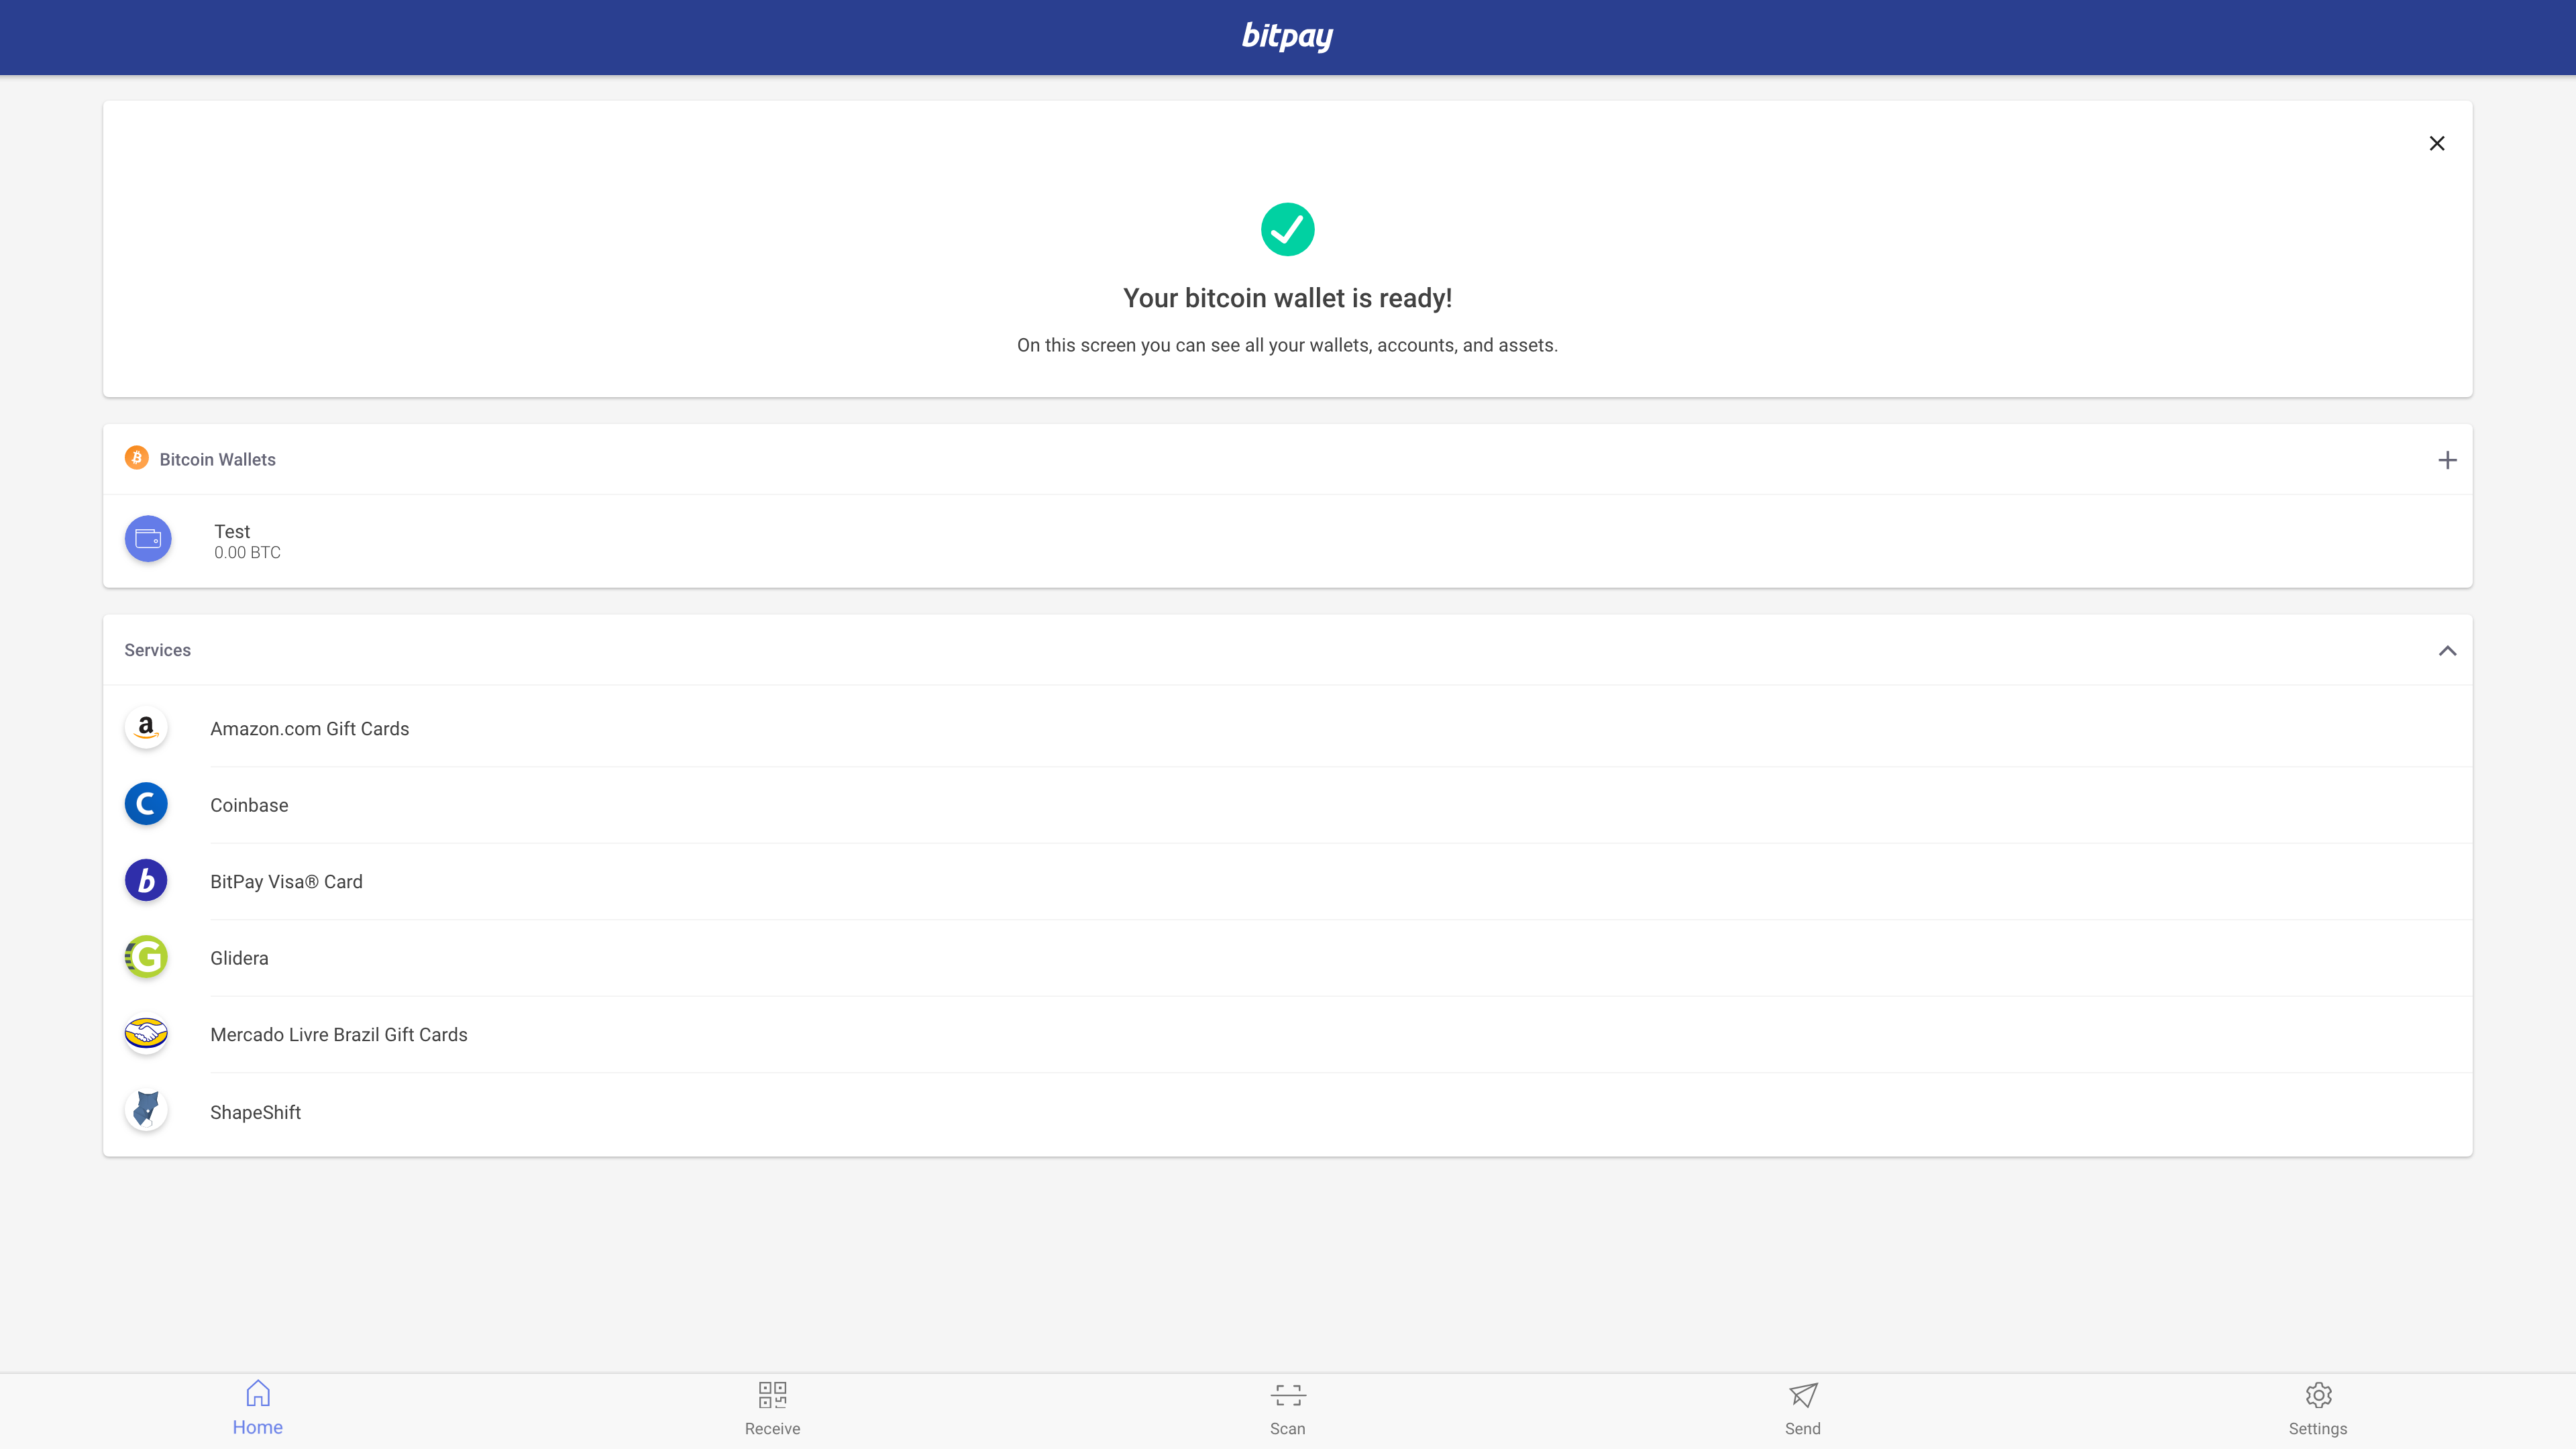 bitpay
Your bitcoin wallet is ready!
On this screen you can see all your wallets, accounts, and assets.
Bitcoin Wallets
Test
0.00 BTC
Services
Amazon.com Gift Cards
Coinbase
BitPay Visa® Card
Glidera
Mercado Livre Brazil Gift Cards
ShapeShift
Home
Receive
Scan
Send
Settings